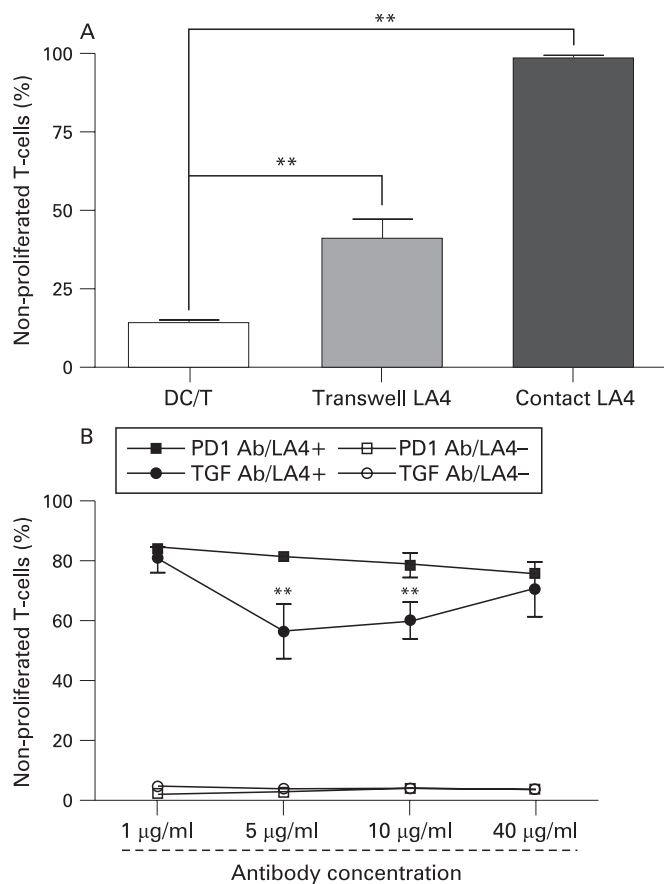 A
**
**
Non-proliferated T-cells (%)
100
75
50
25
0
DC/T Transwell LA4 Contact LA4
B
PD1 Ab/LA4+ PD1 Ab/LA4–
TGF Ab/LA4+ TGF Ab/LA4–
Non-proliferated T-cells (%)
100
80
60
40
20
0
** **
1 μg/ml 5 μg/ml 10 μg/ml 40 μg/ml
Antibody concentration